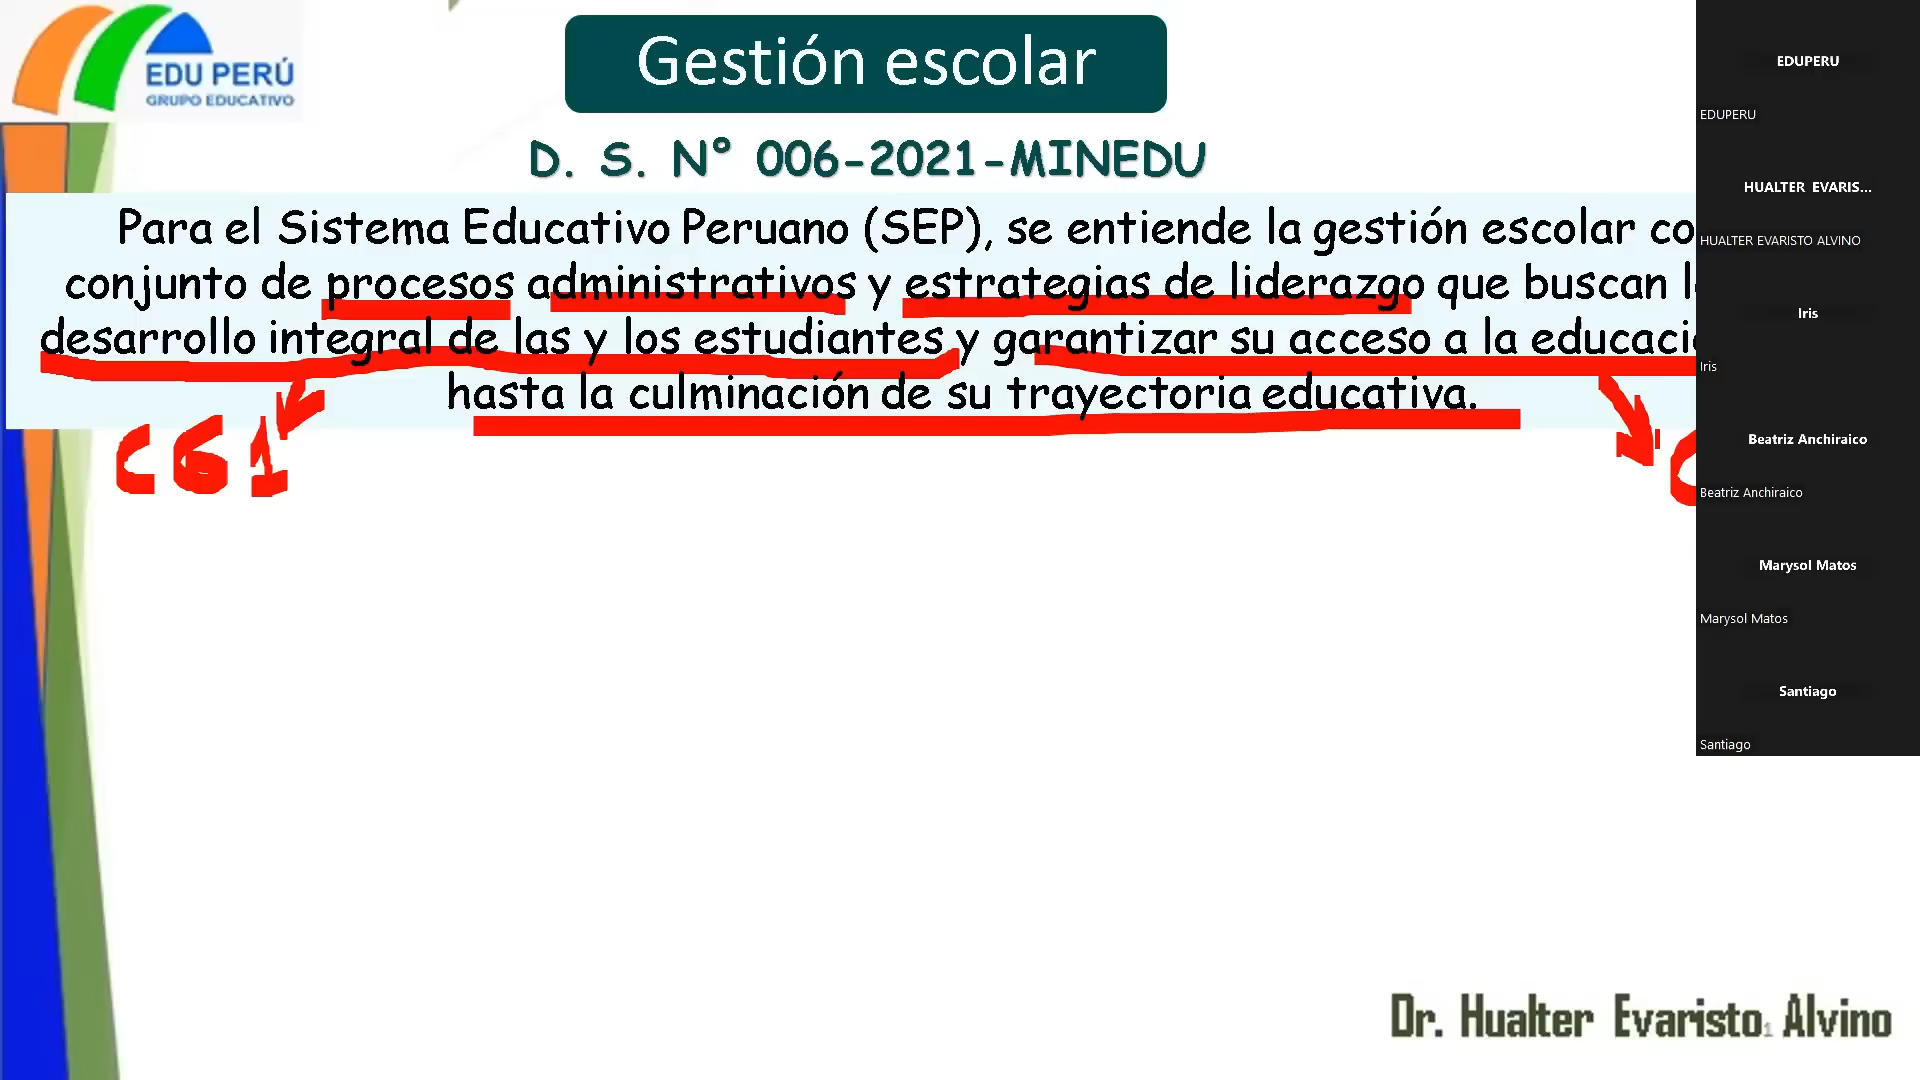 EDU PERÚ
GRUPO EDUCATIVO
Gestión escolar
D. S. N° 006-2021-MINEDU
Para el Sistema Educativo Peruano (SEP), se entiende la gestión escolar co
conjunto de procesos administrativos y estrategias de liderazgo que buscan l
desarrollo integral de las y los estudiantes y garantizar su acceso a la educaci
hasta la culminación de su trayectoria educativa.
CG1
EDUPERU
EDUPERU
HUALTER EVARIS...
HUALTER EVARISTO ALVINO
Iris
Iris
Beatriz Anchiraico
Beatriz Anchiraico
Marysol Matos
Marysol Matos
Santiago
Santiago
Dr. Hualter Evaristo Alvino